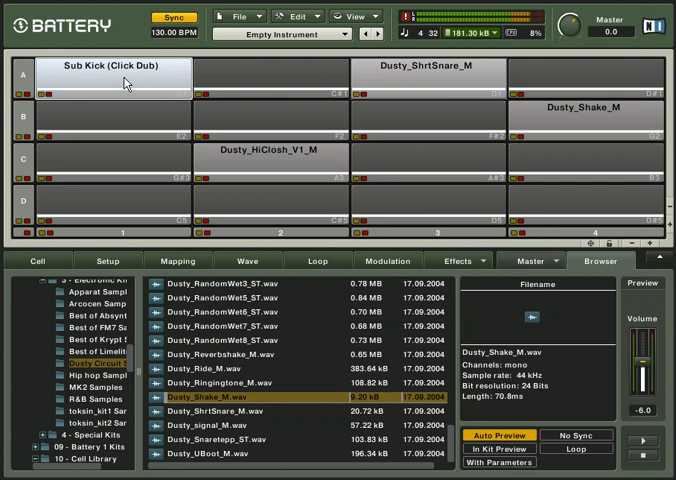 BATTERY
Sync
130.00 BPM
File
Edit
View
Empty Instrument
4 32
181.30 kB
CPU
8%
Master
0.0
NI
A
Sub Kick (Click Dub)
C#1
Dusty_ShrtSnare_M
D1
D#1
B
E2
F2
F#2
Dusty_Shake_M
G2
C
G#3
Dusty_HiClosh_V1_M
A3
A#3
B3
D
C5
C#5
D5
D#5
1 2 3 4
Cell Setup Mapping Wave Loop Modulation Effects Master Browser
3 - Electronic Kit
Apparat Sampl
Arcocen Samp
Best of Absynt
Best of FM7 Sa
Best of Krypt S
Best of Limelit
Dusty Circuit S
Hip hop Sampl
MK2 Samples
R&B Samples
toksin_kit1 Sar
toksin_kit2 Sar
4 - Special Kits
09 - Battery 1 Kits
10 - Cell Library
Dusty_RandomWet3_ST.wav 0.78 MB 17.09.2004
Dusty_RandomWet5_ST.wav 0.84 MB 17.09.2004
Dusty_RandomWet6_ST.wav 0.70 MB 17.09.2004
Dusty_RandomWet7_ST.wav 0.68 MB 17.09.2004
Dusty_RandomWet8_ST.wav 0.73 MB 17.09.2004
Dusty_Reverbshake_M.wav 0.65 MB 17.09.2004
Dusty_Ride_M.wav 383.64 kB 17.09.2004
Dusty_Ringingtone_M.wav 108.82 kB 17.09.2004
Dusty_Shake_M.wav 9.20 kB 17.09.2004
Dusty_ShrtSnare_M.wav 20.72 kB 17.09.2004
Dusty_signal_M.wav 57.22 kB 17.09.2004
Dusty_Snaretepp_ST.wav 103.83 kB 17.09.2004
Dusty_UBoot_M.wav 196.34 kB 17.09.2004
Filename
Dusty_Shake_M.wav
Channels: mono
Sample rate: 44 kHz
Bit resolution: 24 Bits
Length: 70.8ms
Auto Preview
No Sync
In Kit Preview
Loop
With Parameters
Preview
Volume
-6.0